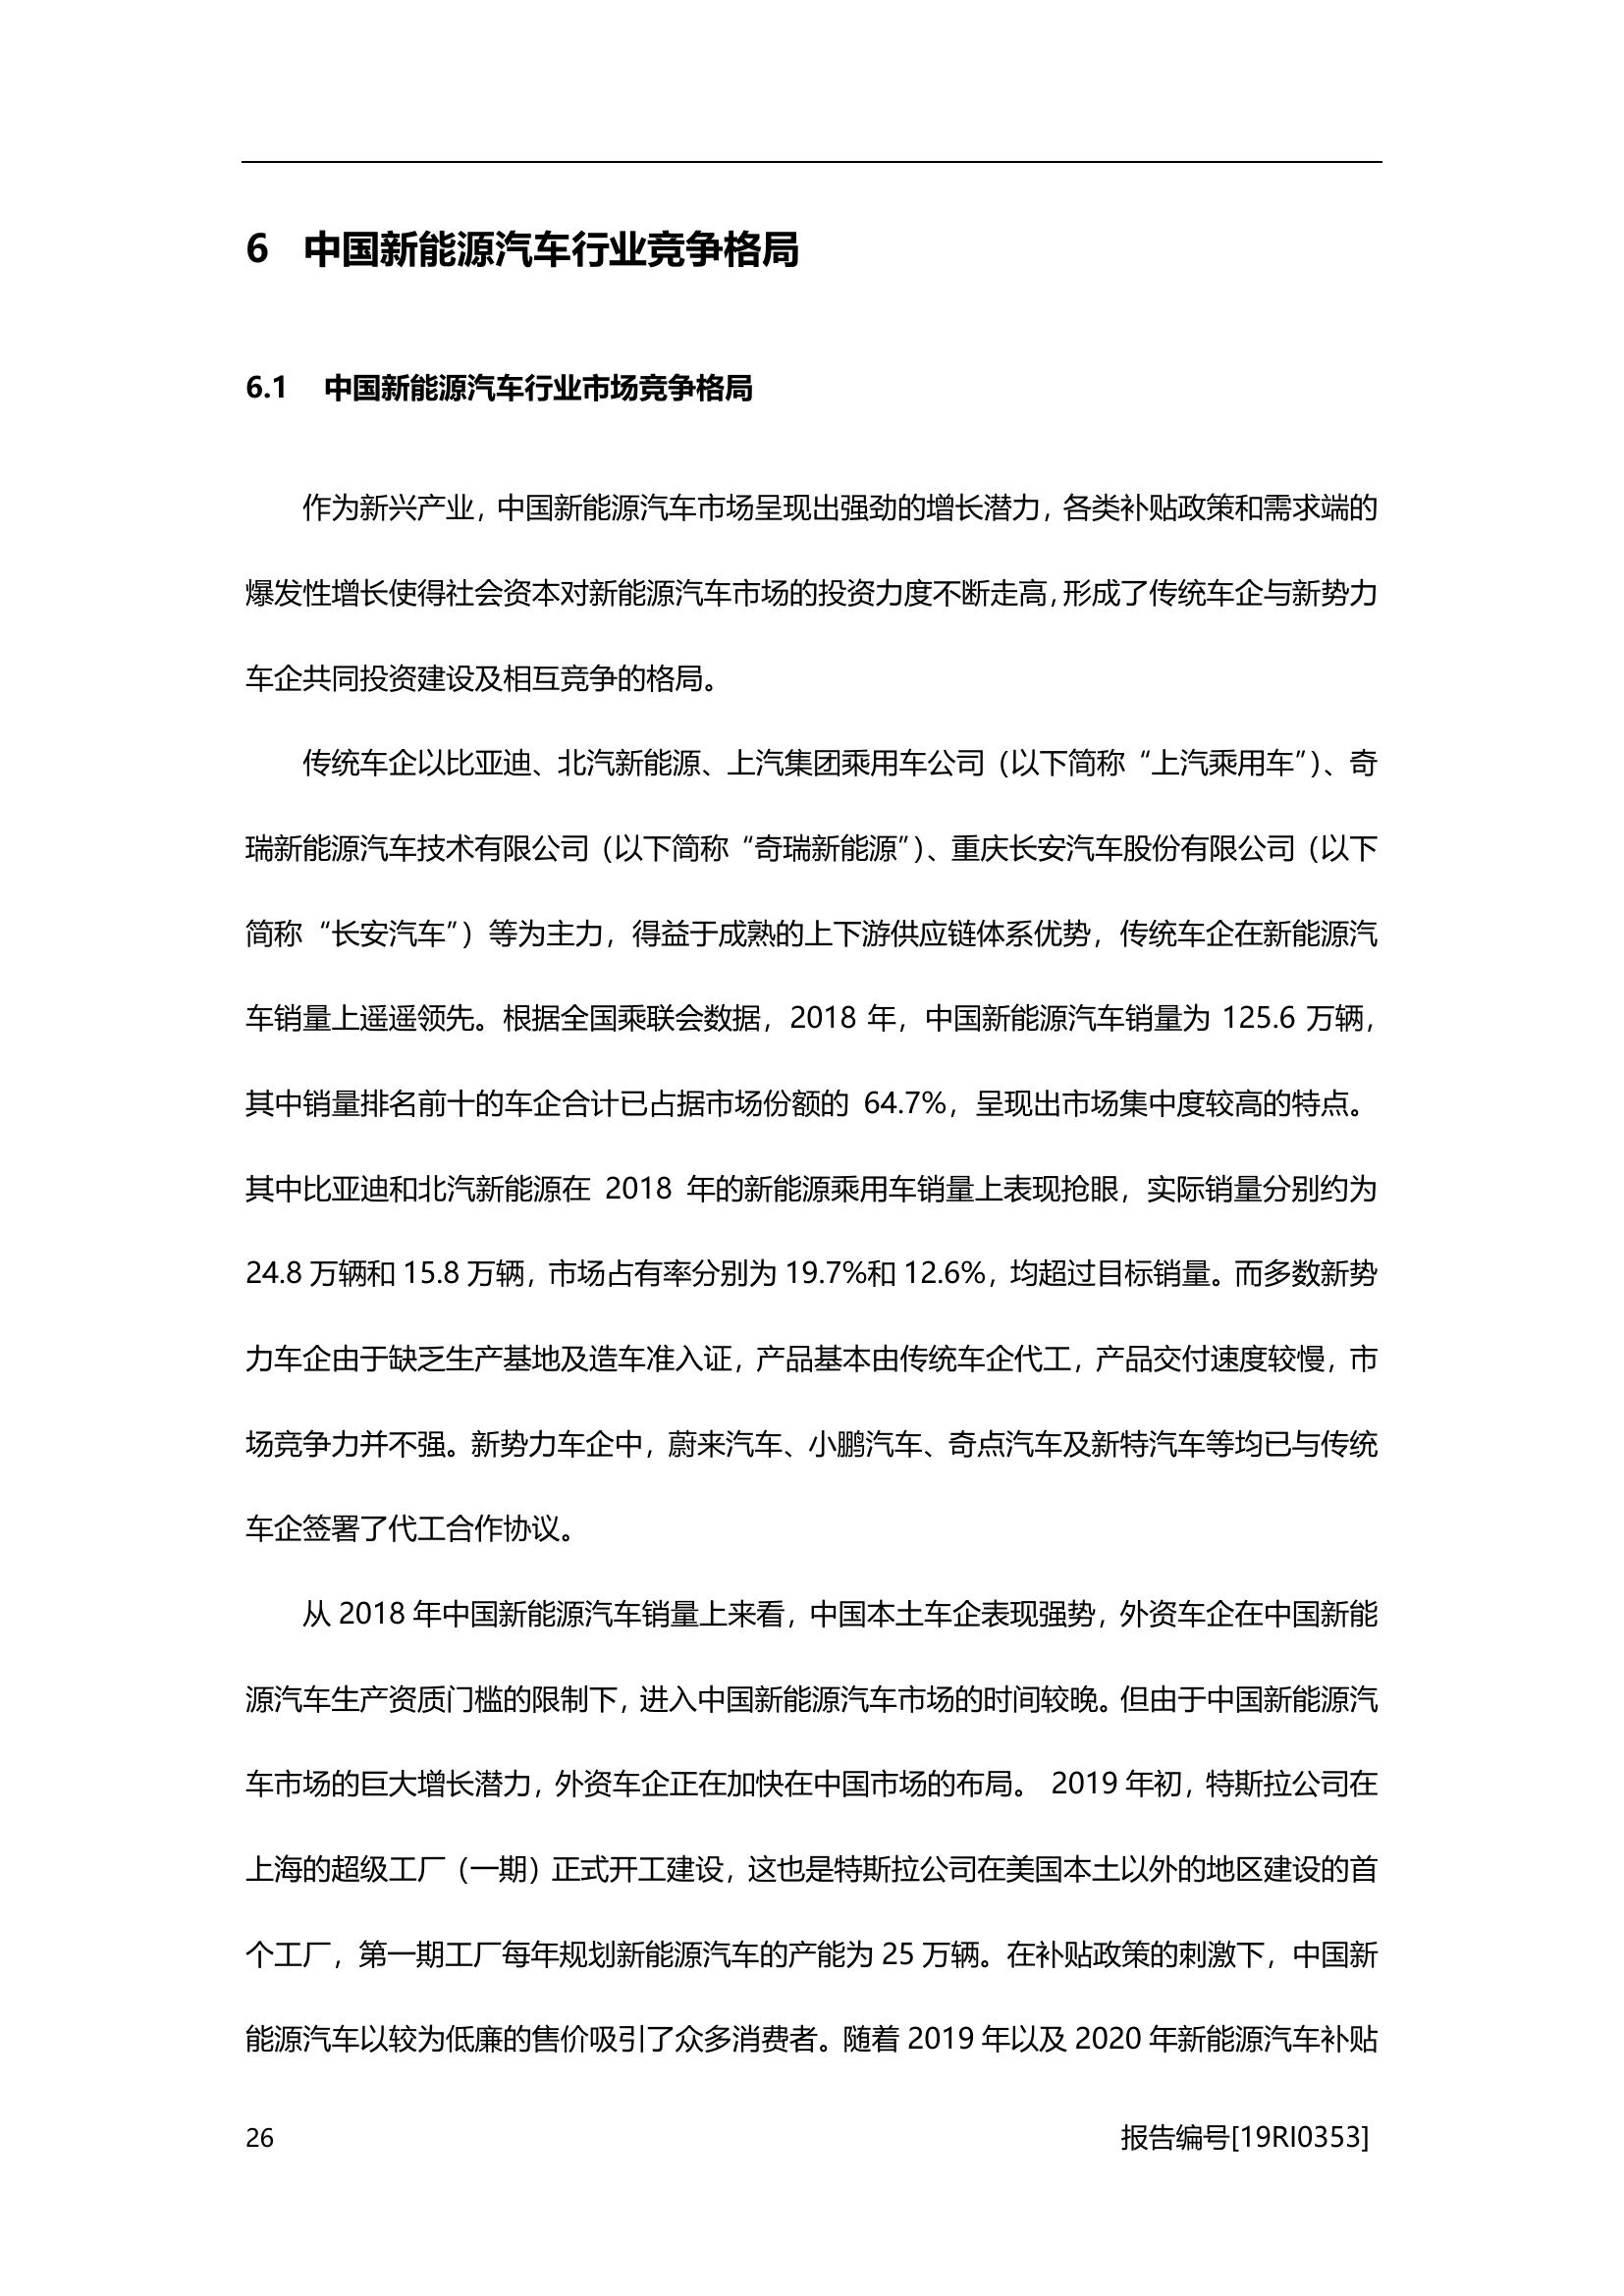 6 中国新能源汽车行业竞争格局
6.1 中国新能源汽车行业市场竞争格局
作为新兴产业，中国新能源汽车市场呈现出强劲的增长潜力，各类补贴政策和需求端的
爆发性增长使得社会资本对新能源汽车市场的投资力度不断走高，形成了传统车企与新势力
车企共同投资建设及相互竞争的格局。
传统车企以比亚迪、北汽新能源、上汽集团乘用车公司（以下简称“上汽乘用车”）、奇
瑞新能源汽车技术有限公司（以下简称“奇瑞新能源”）、重庆长安汽车股份有限公司（以下
简称“长安汽车”）等为主力，得益于成熟的上下游供应链体系优势，传统车企在新能源汽
车销量上遥遥领先。根据全国乘联会数据，2018 年，中国新能源汽车销量为 125.6 万辆，
其中销量排名前十的车企合计已占据市场份额的 64.7%，呈现出市场集中度较高的特点。
其中比亚迪和北汽新能源在 2018 年的新能源乘用车销量上表现抢眼，实际销量分别约为
24.8 万辆和 15.8 万辆，市场占有率分别为 19.7%和 12.6%，均超过目标销量。而多数新势
力车企由于缺乏生产基地及造车准入证，产品基本由传统车企代工，产品交付速度较慢，市
场竞争力并不强。新势力车企中，蔚来汽车、小鹏汽车、奇点汽车及新特汽车等均已与传统
车企签署了代工合作协议。
从 2018 年中国新能源汽车销量上来看，中国本土车企表现强势，外资车企在中国新能
源汽车生产资质门槛的限制下，进入中国新能源汽车市场的时间较晚。但由于中国新能源汽
车市场的巨大增长潜力，外资车企正在加快在中国市场的布局。 2019 年初，特斯拉公司在
上海的超级工厂（一期）正式开工建设，这也是特斯拉公司在美国本土以外的地区建设的首
个工厂，第一期工厂每年规划新能源汽车的产能为 25 万辆。在补贴政策的刺激下，中国新
能源汽车以较为低廉的售价吸引了众多消费者。随着 2019 年以及 2020 年新能源汽车补贴
26 报告编号[19RI0353]